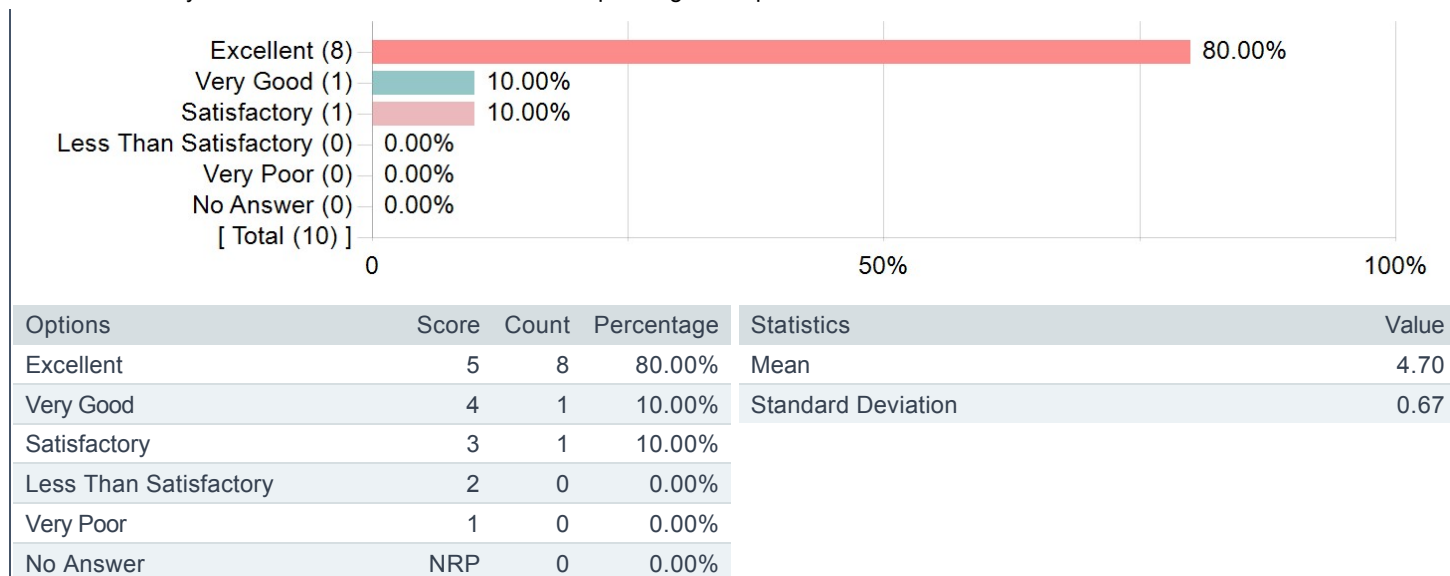 Excellent (8) 80.00%
Very Good (1) 10.00%
Satisfactory (1) 10.00%
Less Than Satisfactory (0) 0.00%
Very Poor (0) 0.00%
No Answer (0) 0.00%
[ Total (10) ]
0 50% 100%
Options Score Count Percentage
Excellent 5 8 80.00%
Very Good 4 1 10.00%
Satisfactory 3 1 10.00%
Less Than Satisfactory 2 0 0.00%
Very Poor 1 0 0.00%
No Answer NRP 0 0.00%
Statistics Value
Mean 4.70
Standard Deviation 0.67